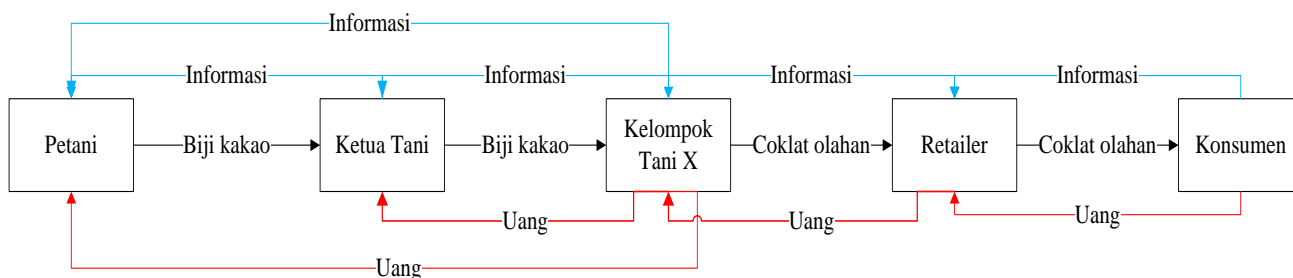 Informasi
Informasi Informasi Informasi Informasi
Petani Biji kakao Ketua Tani Biji kakao Kelompok Tani X Coklat olahan Retailer Coklat olahan Konsumen
Uang Uang Uang
Uang